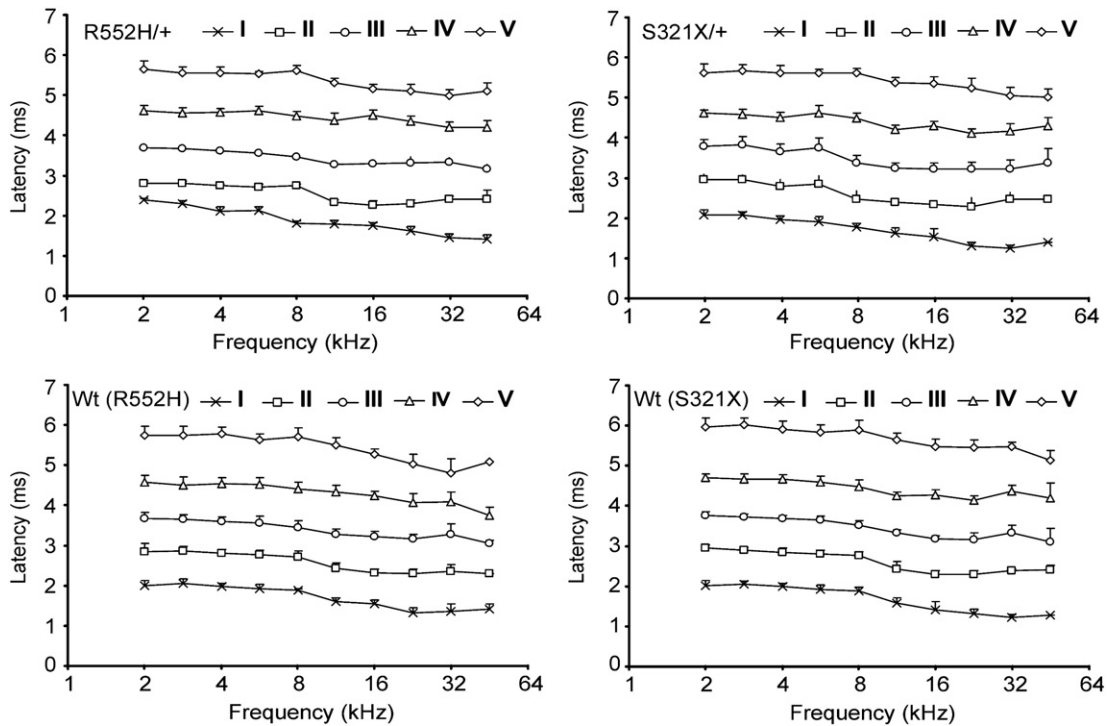 R552H/+ I II III IV V
7
6
5
4
3
2
1
0
Latency (ms)
1 2 4 8 16 32 64
Frequency (kHz)
S321X/+ I II III IV V
7
6
5
4
3
2
1
0
Latency (ms)
1 2 4 8 16 32 64
Frequency (kHz)
Wt (R552H) I II III IV V
7
6
5
4
3
2
1
0
Latency (ms)
1 2 4 8 16 32 64
Frequency (kHz)
Wt (S321X) I II III IV V
7
6
5
4
3
2
1
0
Latency (ms)
1 2 4 8 16 32 64
Frequency (kHz)